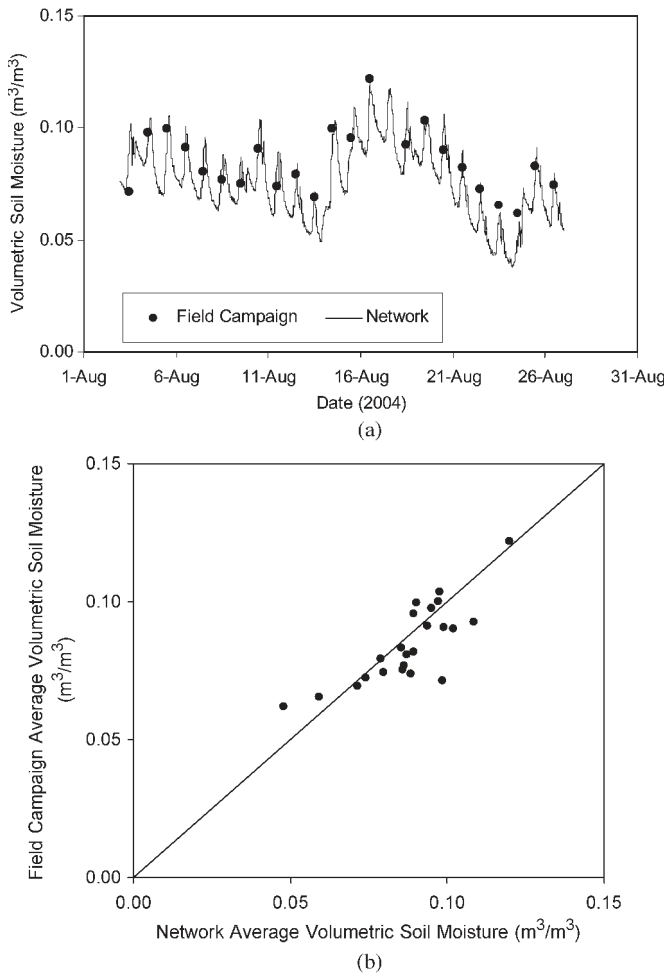 0.15
0.10
0.05
0.00
Volumetric Soil Moisture (m³/m³)
Field Campaign
Network
1-Aug 6-Aug 11-Aug 16-Aug 21-Aug 26-Aug 31-Aug
Date (2004)
(a)
0.15
0.10
0.05
0.00
Field Campaign Average Volumetric Soil Moisture
(m³/m³)
0.00 0.05 0.10 0.15
Network Average Volumetric Soil Moisture (m³/m³)
(b)